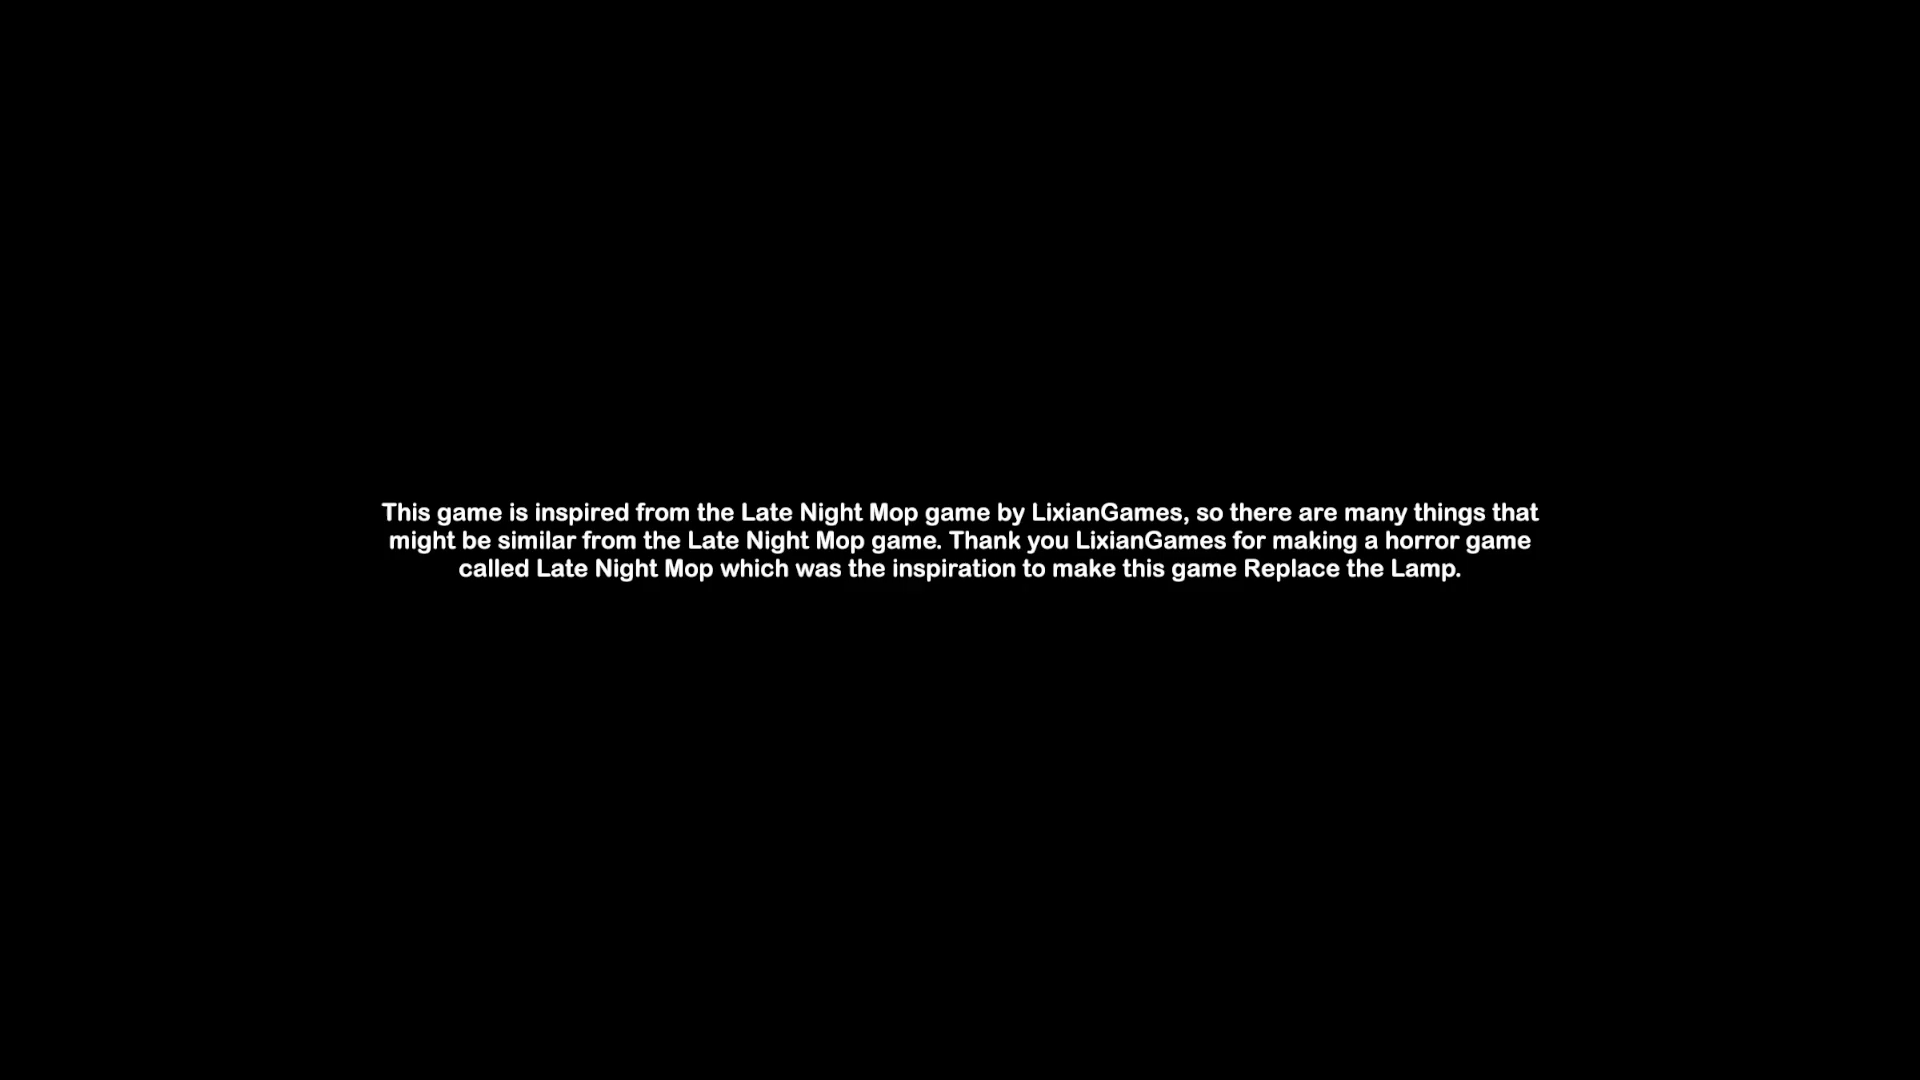 This game is inspired from the Late Night Mop game by LixianGames, so there are many things that
might be similar from the Late Night Mop game. Thank you LixianGames for making a horror game
called Late Night Mop which was the inspiration to make this game Replace the Lamp.